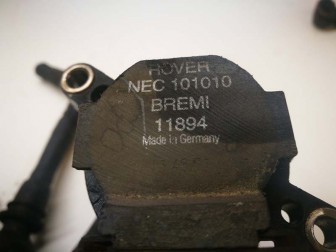 ROVER
NEC 101010
BREMI
11894
Made in Germany